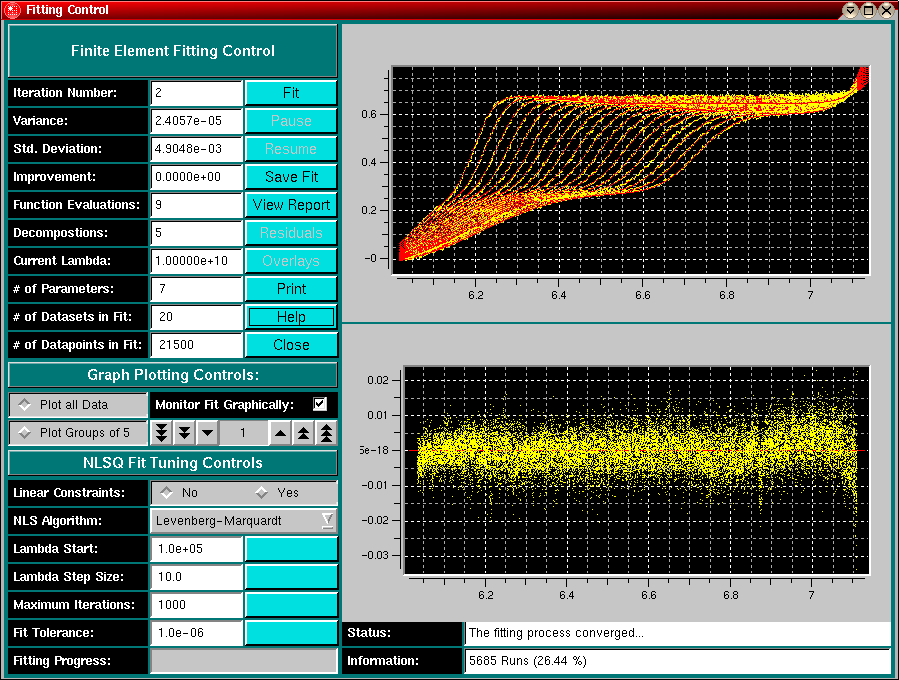 Fitting Control
Finite Element Fitting Control
Iteration Number: 2 Fit
Variance: 2.4057e-05 Pause
Std. Deviation: 4.9048e-03 Resume
Improvement: 0.0000e+00 Save Fit
Function Evaluations: 9 View Report
Decompostions: 5 Residuals
Current Lambda: 1.00000e+10 Overlays
# of Parameters: 7 Print
# of Datasets in Fit: 20 Help
# of Datapoints in Fit: 21500 Close
Graph Plotting Controls:
Plot all Data Monitor Fit Graphically:
Plot Groups of 5 1
NLSQ Fit Tuning Controls
Linear Constraints: No Yes
NLS Algorithm: Levenberg-Marquardt
Lambda Start: 1.0e+05
Lambda Step Size: 10.0
Maximum Iterations: 1000
Fit Tolerance: 1.0e-06
Fitting Progress:
0.6
0.4
0.2
-0
6.2 6.4 6.6 6.8 7
0.02
0.01
5e-18
-0.01
-0.02
-0.03
6.2 6.4 6.6 6.8 7
Status: The fitting process converged...
Information: 5685 Runs (26.44 %)